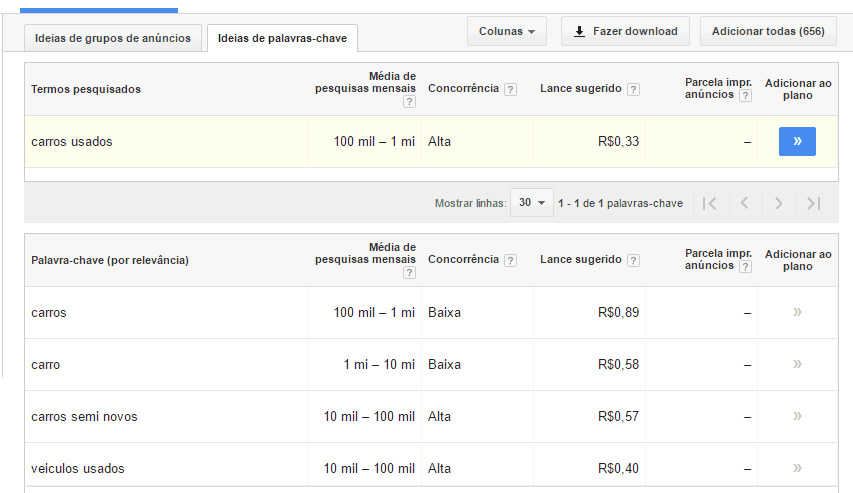 Ideias de grupos de anúncios
Ideias de palavras-chave
Colunas
Fazer download
Adicionar todas (656)
Termos pesquisados
Média de
pesquisas mensais
?
Concorrência ?
Lance sugerido ?
Parcela impr.
anúncios ?
Adicionar ao
plano
carros usados 100 mil – 1 mi Alta R$0,33 – »
Mostrar linhas: 30 1 - 1 de 1 palavras-chave
Palavra-chave (por relevância)
Média de
pesquisas mensais
?
Concorrência ?
Lance sugerido ?
Parcela impr.
anúncios ?
Adicionar ao
plano
carros 100 mil – 1 mi Baixa R$0,89 – »
carro 1 mi – 10 mi Baixa R$0,58 – »
carros semi novos 10 mil – 100 mil Alta R$0,57 – »
veiculos usados 10 mil – 100 mil Alta R$0,40 – »